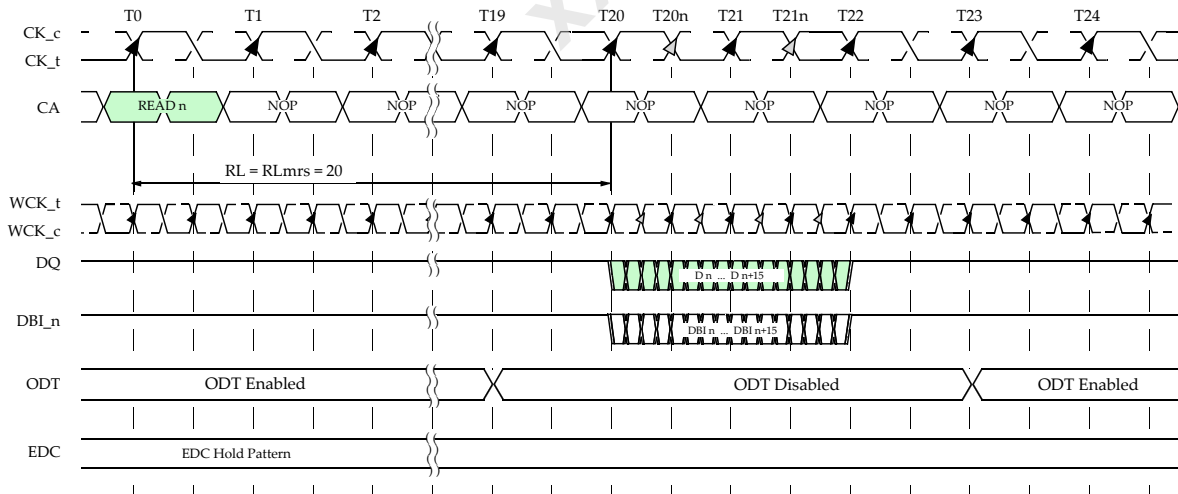 T0 T1 T2 T19 T20 T20n T21 T21n T22 T23 T24
CK_c
CK_t
CA READ n NOP NOP NOP NOP NOP NOP NOP NOP
RL = RLmrs = 20
WCK_t
WCK_c
DQ D n ... D n+15
DBI_n DBI n ... DBI n+15
ODT ODT Enabled ODT Disabled ODT Enabled
EDC EDC Hold Pattern